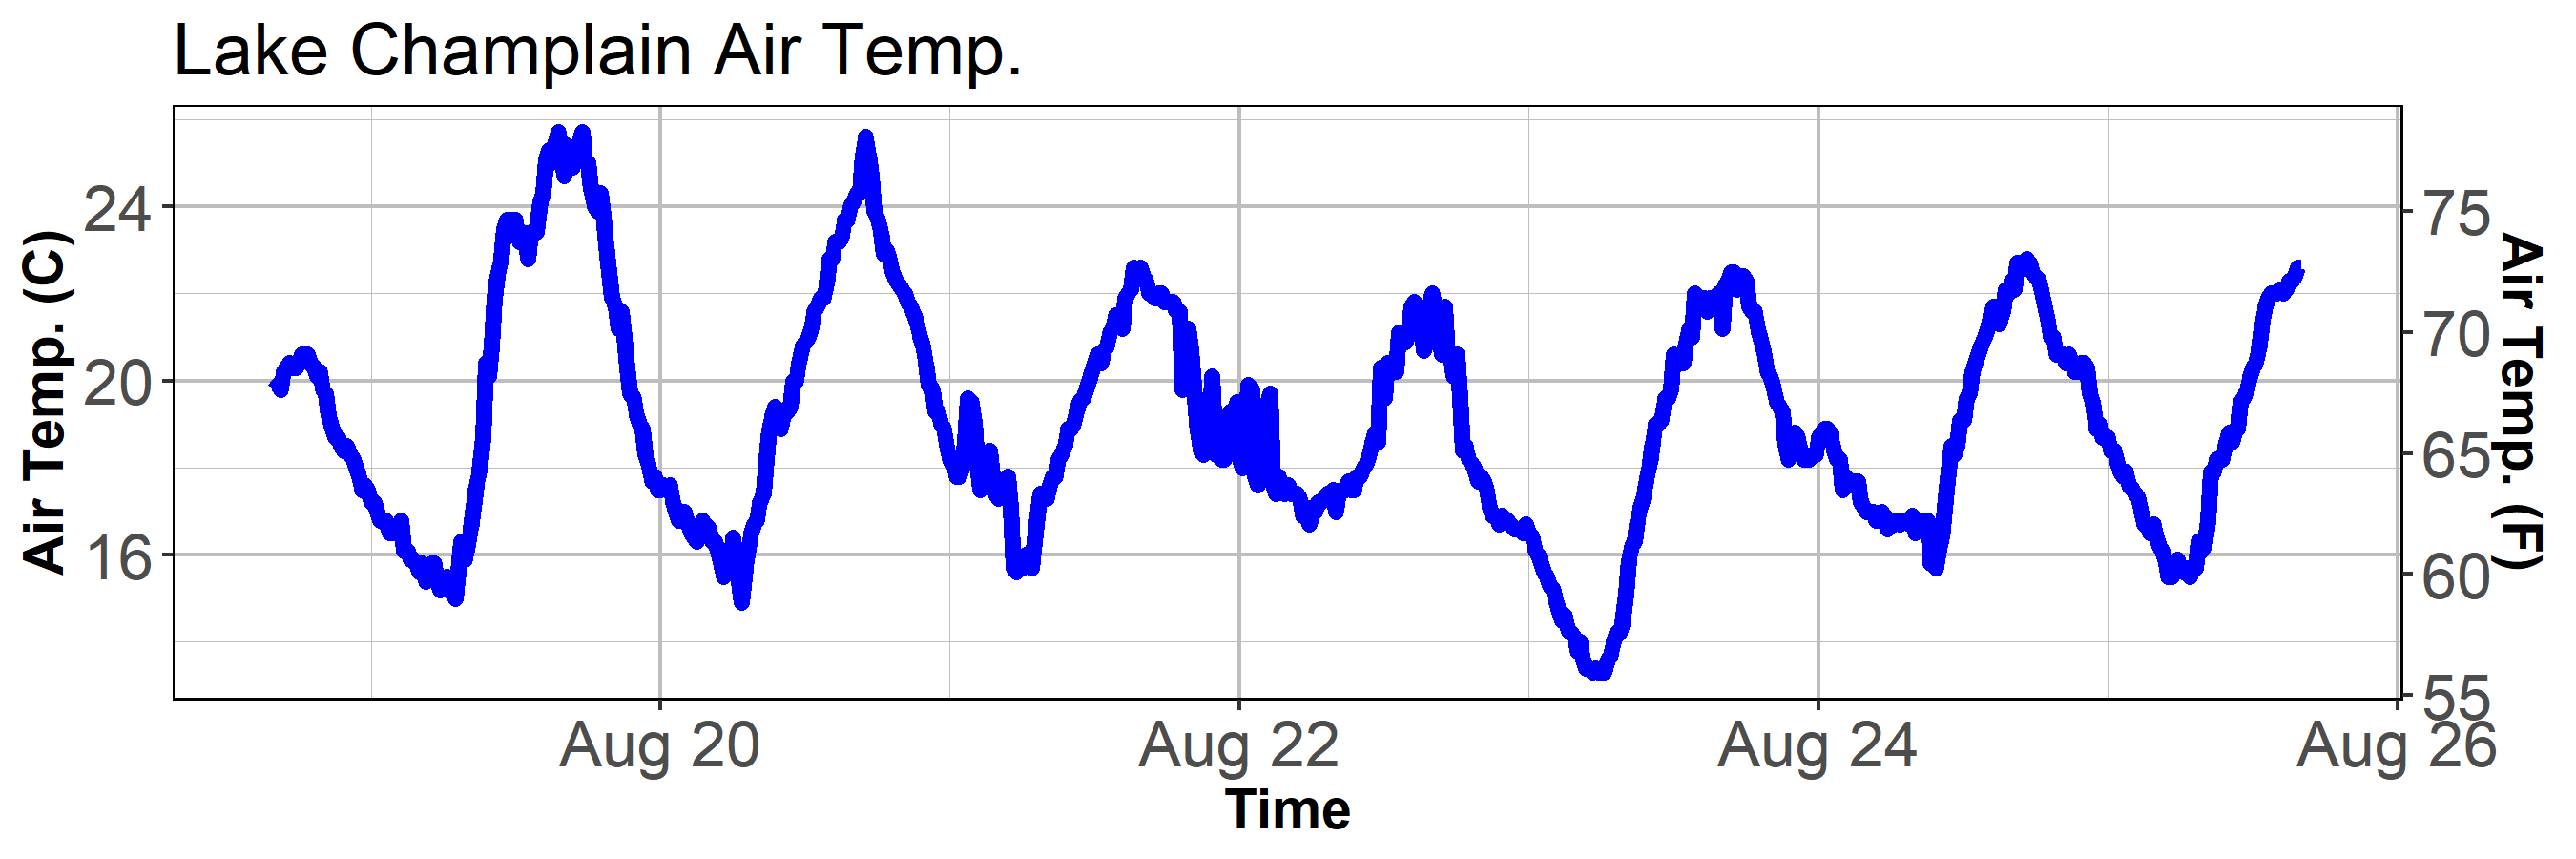 Lake Champlain Air Temp.
Air Temp. (C)
24
20
16
75
70
65
60
55
Air Temp. (F)
Aug 20 Aug 22 Aug 24 Aug 26
Time